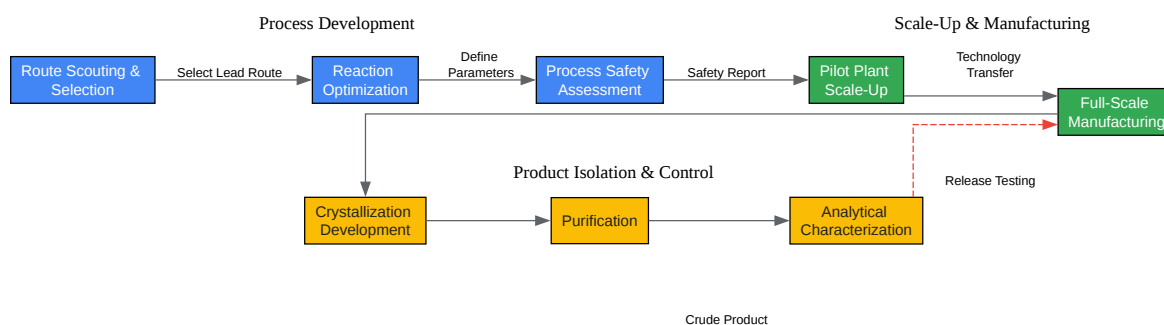 Process Development
Scale-Up & Manufacturing
Route Scouting &
Selection
Select Lead Route
Reaction
Optimization
Define
Parameters
Process Safety
Assessment
Safety Report
Pilot Plant
Scale-Up
Technology
Transfer
Full-Scale
Manufacturing
Product Isolation & Control
Release Testing
Crystallization
Development
Purification
Analytical
Characterization
Crude Product